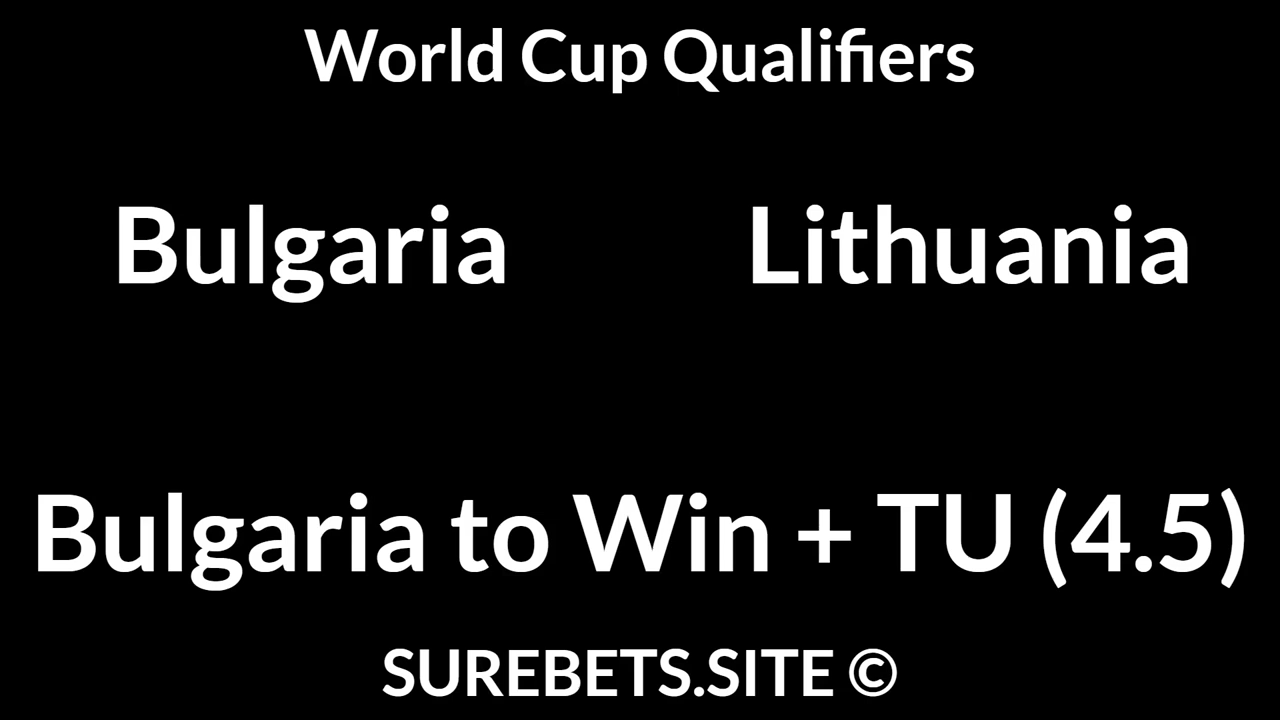 World Cup Qualifiers
Bulgaria Lithuania
Bulgaria to Win + TU (4.5)
SUREBETS.SITE ©